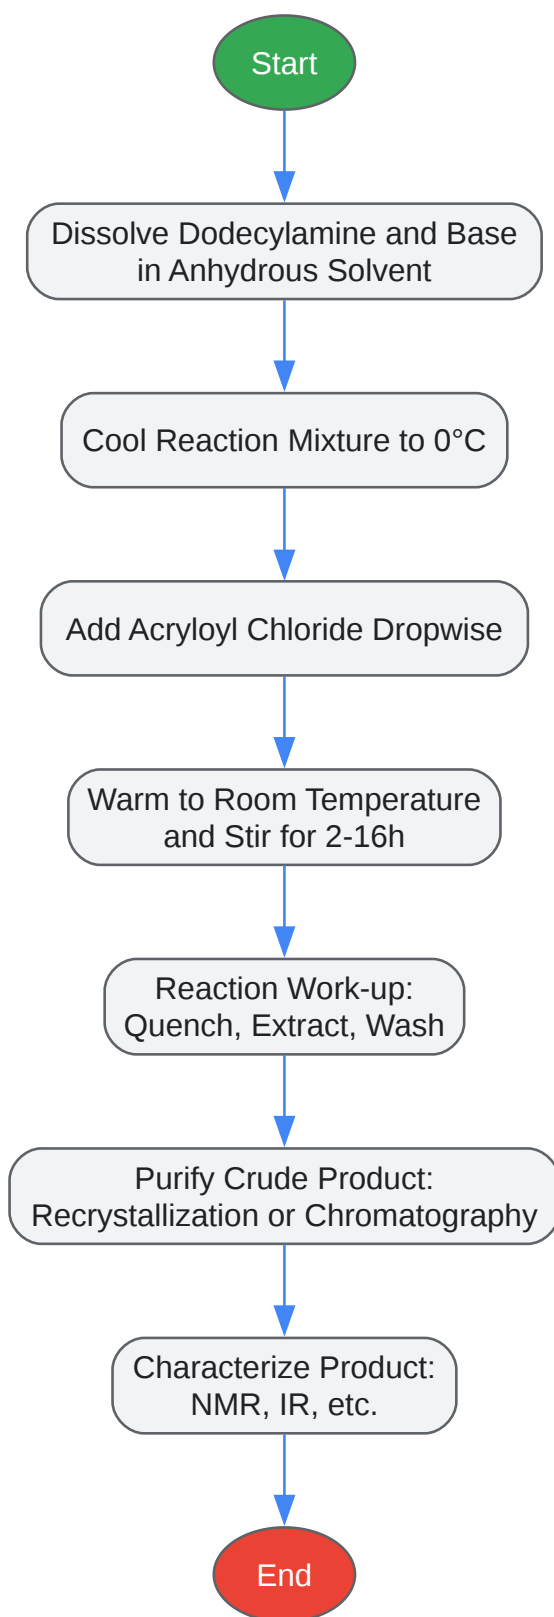 Start
Dissolve Dodecylamine and Base
in Anhydrous Solvent
Cool Reaction Mixture to 0°C
Add Acryloyl Chloride Dropwise
Warm to Room Temperature
and Stir for 2-16h
Reaction Work-up:
Quench, Extract, Wash
Purify Crude Product:
Recrystallization or Chromatography
Characterize Product:
NMR, IR, etc.
End